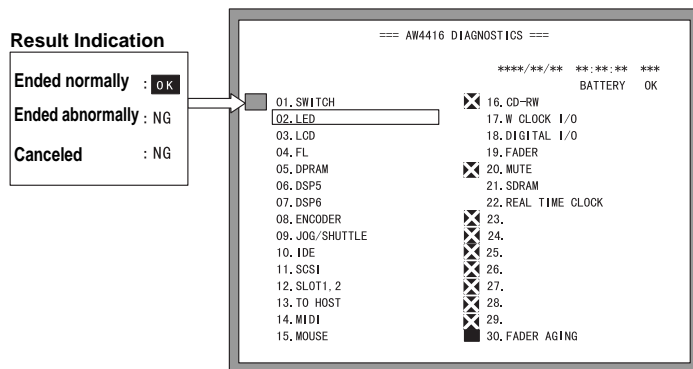 Result Indication
Ended normally : OK
Ended abnormally : NG
Canceled : NG
=== AW4416 DIAGNOSTICS ===
****/**/** **:**:** ***
BATTERY OK
01. SWITCH
02. LED
03. LCD
04. FL
05. DPRAM
06. DSP5
07. DSP6
08. ENCODER
09. JOG/SHUTTLE
10. IDE
11. SCSI
12. SLOT1, 2
13. TO HOST
14. MIDI
15. MOUSE
16. CD-RW
17. W CLOCK I/O
18. DIGITAL I/O
19. FADER
20. MUTE
21. SDRAM
22. REAL TIME CLOCK
23.
24.
25.
26.
27.
28.
29.
30. FADER AGING